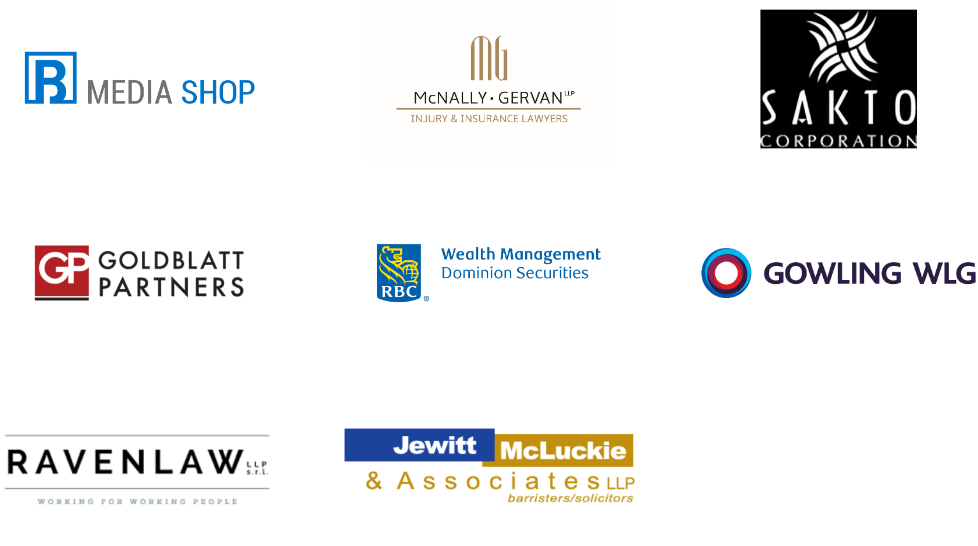 B MEDIA SHOP
MG
McNALLY · GERVAN LLP
INJURY & INSURANCE LAWYERS
SAKTO
CORPORATION
GP GOLDBLATT
PARTNERS
RBC ®
Wealth Management
Dominion Securities
GOWLING WLG
RAVENLAW LLP
s.r.l.
WORKING FOR WORKING PEOPLE
Jewitt
McLuckie
& Associates LLP
barristers/solicitors